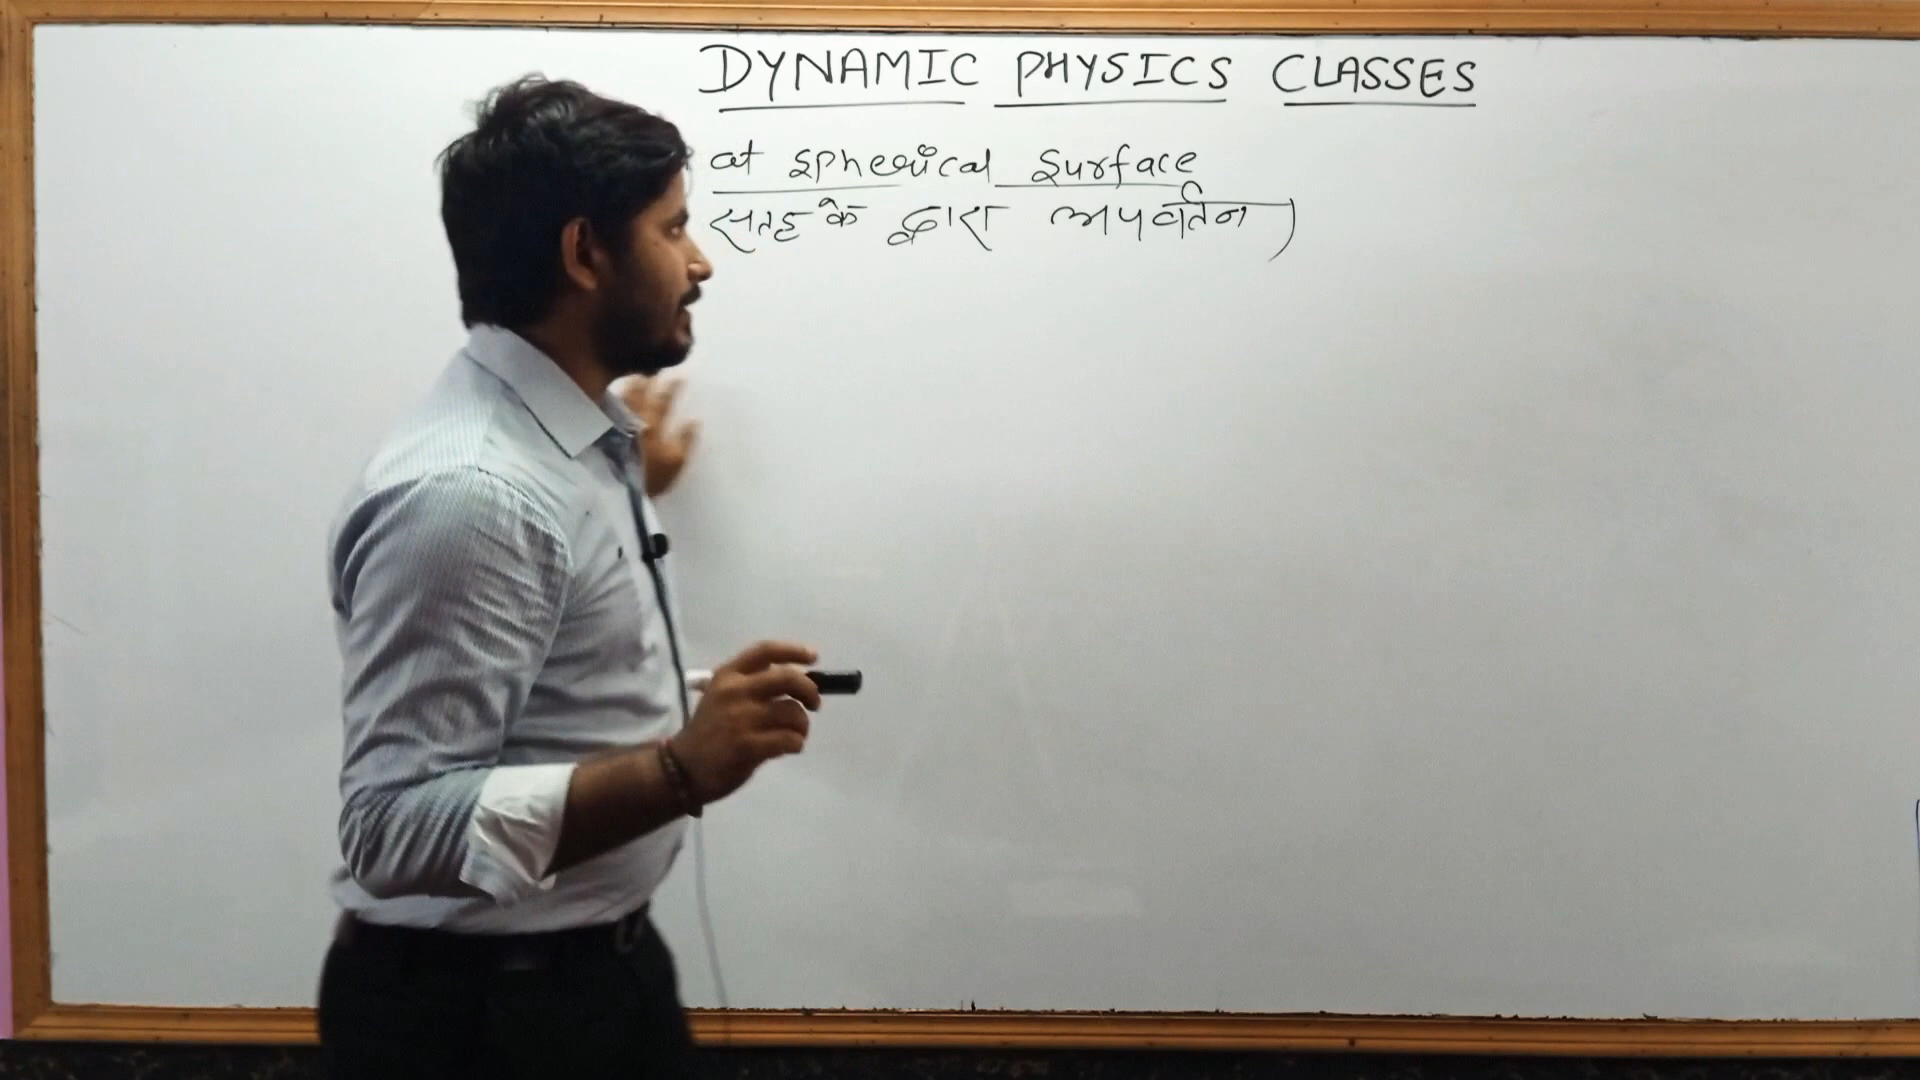 DYNAMIC PHYSICS CLASSES
at spherical surface
सतह के द्वारा अपवर्तन)